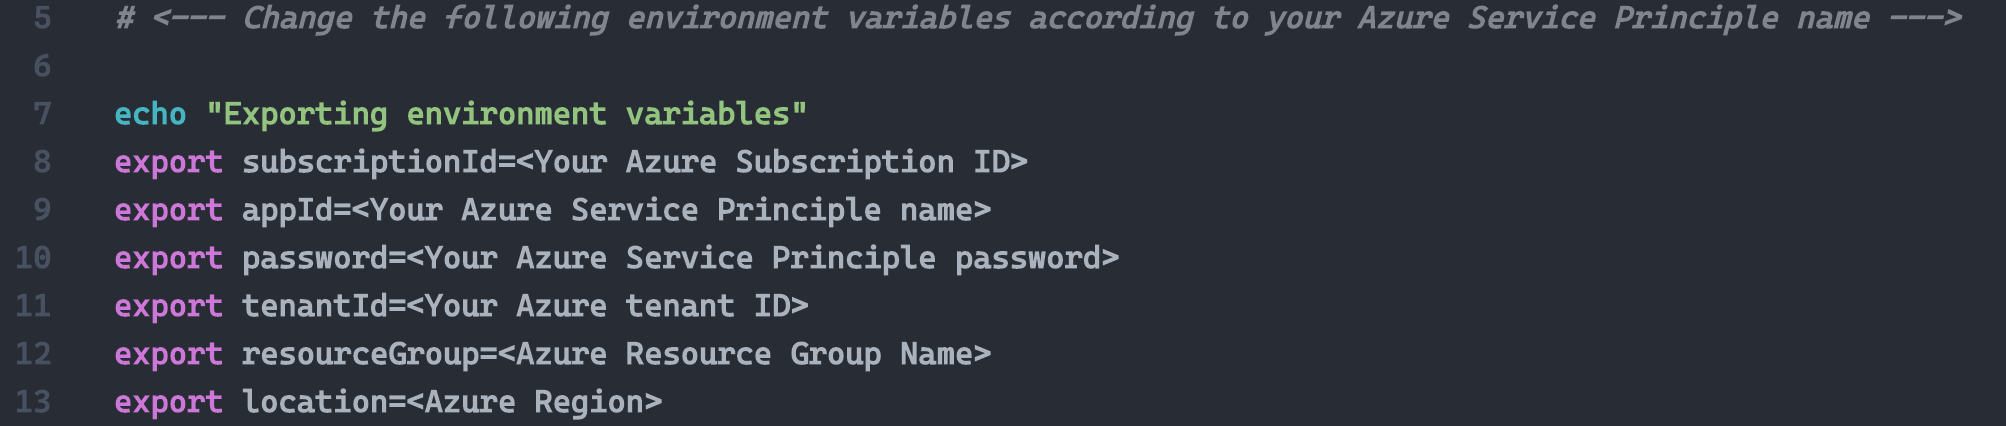 5 # <--- Change the following environment variables according to your Azure Service Principle name --->
6
7 echo "Exporting environment variables"
8 export subscriptionId=<Your Azure Subscription ID>
9 export appId=<Your Azure Service Principle name>
10 export password=<Your Azure Service Principle password>
11 export tenantId=<Your Azure tenant ID>
12 export resourceGroup=<Azure Resource Group Name>
13 export location=<Azure Region>